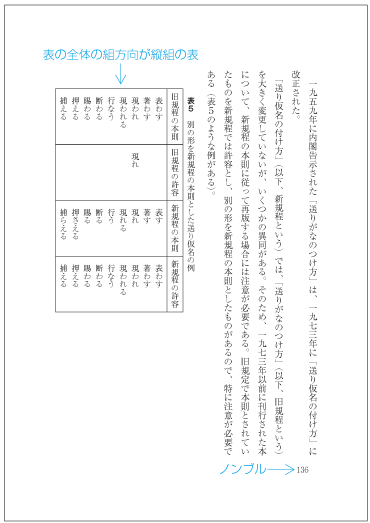 表の全体の組方向が縦組の表
一九五九年に内閣告示された「送りがなのつけ方」は、一九七三年に「送り仮名の付け方」に
改正された。
「送り仮名の付け方」（以下、新規程という）では、「送りがなのつけ方」（以下、旧規程という）
を大きく変更していないが、いくつかの異同がある。そのため、一九七三年以前に刊行された本
について、新規程の本則に従って再版する場合には注意が必要である。旧規定で本則とされてい
たものを新規程では許容とし、別の形を新規程の本則としたものがあるので、特に注意が必要で
ある（表５のような例がある）。
表５　別の形を新規程の本則とした送り仮名の例
旧規程の本則　旧規程の許容　新規程の本則　新規程の許容
表わす　表す　表わす
著わす　著す　著わす
現われ　現れ　現れ　現われ
現われる　現れる　現われる
行なう　行う　行なう
断わる　断る　断わる
賜わる　賜る　賜わる
押える　押さえる　押える
捕える　捕らえる　捕える
ノンブル 136